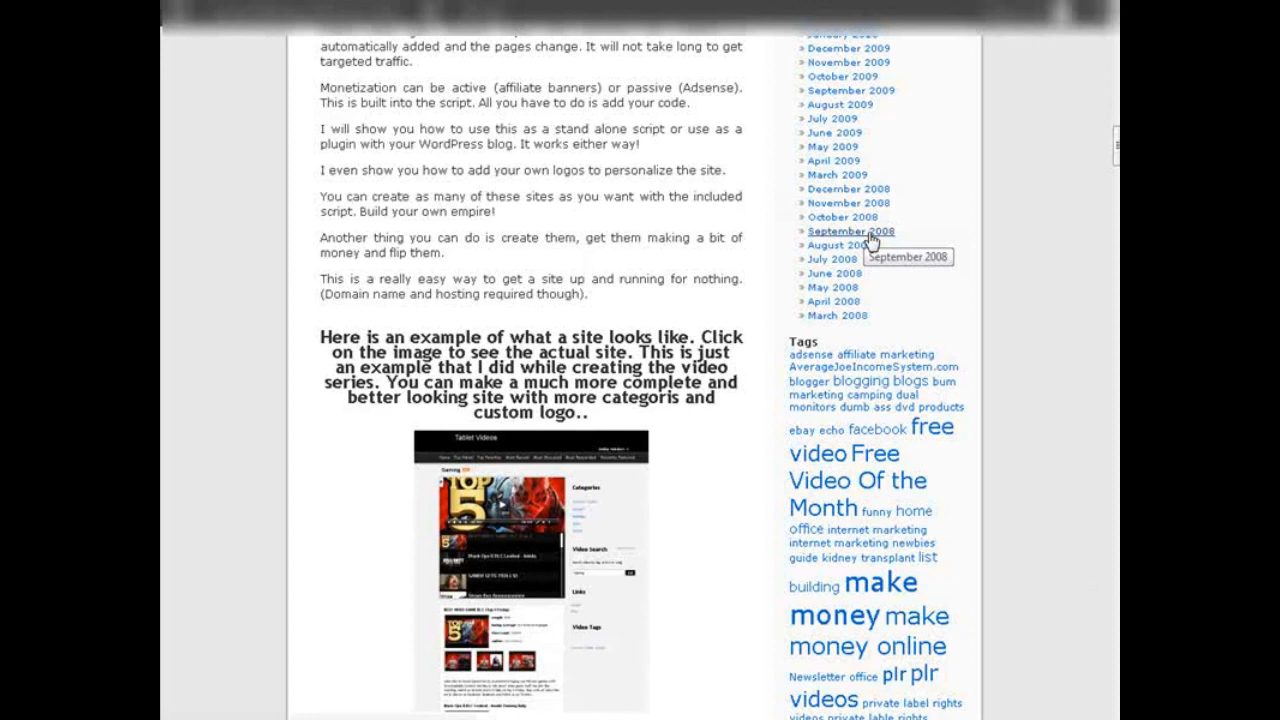 automatically added and the pages change. It will not take long to get
targeted traffic.
Monetization can be active (affiliate banners) or passive (Adsense).
This is built into the script. All you have to do is add your code.
I will show you how to use this as a stand alone script or use as a
plugin with your WordPress blog. It works either way!
I even show you how to add your own logos to personalize the site.
You can create as many of these sites as you want with the included
script. Build your own empire!
Another thing you can do is create them, get them making a bit of
money and flip them.
This is a really easy way to get a site up and running for nothing.
(Domain name and hosting required though).
Here is an example of what a site looks like. Click
on the image to see the actual site. This is just
an example that I did while creating the video
series. You can make a much more complete and
better looking site with more categoris and
custom logo..
Tablet Videos
Gaming
TOP
5
Categories
Video Search
Links
Video Tags
» December 2009
» November 2009
» October 2009
» September 2009
» August 2009
» July 2009
» June 2009
» May 2009
» April 2009
» March 2009
» December 2008
» November 2008
» October 2008
» September 2008
» August 200
September 2008
» July 2008
» June 2008
» May 2008
» April 2008
» March 2008
Tags
adsense affiliate marketing
AverageJoeIncomeSystem.com
blogger blogging blogs bum
marketing camping dual
monitors dumb ass dvd products
ebay echo facebook free
video Free
Video Of the
Month funny home
office internet marketing
internet marketing newbies
guide kidney transplant list
building make
money make
money online
Newsletter office plr plr
videos private label rights
videos private lable rights